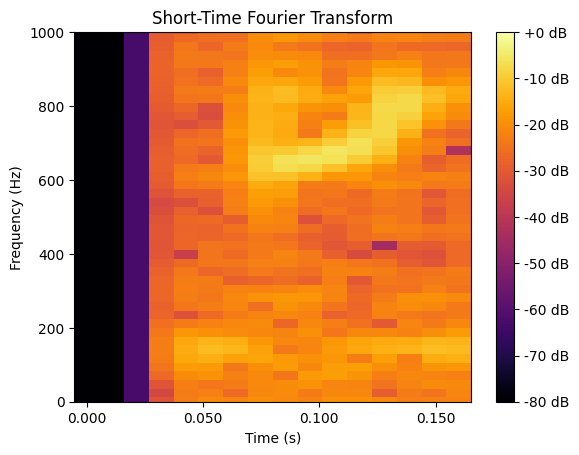 Short-Time Fourier Transform
1000
800
600
400
200
0
Frequency (Hz)
0.000
0.050
0.100
0.150
Time (s)
+0 dB
-10 dB
-20 dB
-30 dB
-40 dB
-50 dB
-60 dB
-70 dB
-80 dB